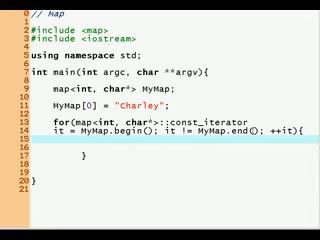 0 // Map
1
2 #include <map>
3 #include <iostream>
4
5 using namespace std;
6
7 int main(int argc, char **argv){
8
9 map<int, char*> MyMap;
10
11 MyMap[0] = "Charley";
12
13 for(map<int, char*>::const_iterator
14 it = MyMap.begin(); it != MyMap.end(); ++it){
15
16
17 }
18
19
20 }
21